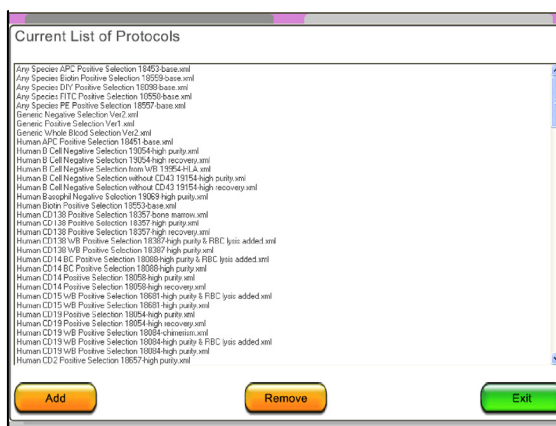 Current List of Protocols
Any Species APC Positive Selection 18453-base.xml
Any Species Biotin Positive Selection 18559-base.xml
Any Species DIY Positive Selection 18098-base.xml
Any Species FITC Positive Selection 10558-base.xml
Any Species PE Positive Selection 18557-base.xml
Generic Negative Selection Ver2.xml
Generic Positive Selection Ver1.xml
Generic Whole Blood Selection Ver2.xml
Human APC Positive Selection 18451-base.xml
Human B Cell Negative Selection 19054-high purity.xml
Human B Cell Negative Selection 19054-high recovery.xml
Human B Cell Negative Selection from WB 19954-HLA.xml
Human B Cell Negative Selection without CD43 19154-high purity.xml
Human B Cell Negative Selection without CD43 19154-high recovery.xml
Human Basophil Negative Selection 19069-high purity.xml
Human Biotin Positive Selection 18553-base.xml
Human CD138 Positive Selection 18357-bone marrow.xml
Human CD138 Positive Selection 18357-high purity.xml
Human CD138 Positive Selection 18357-high recovery.xml
Human CD138 WB Positive Selection 18387-high purity & RBC lysis added.xml
Human CD138 WB Positive Selection 18387-high purity.xml
Human CD14 BC Positive Selection 18088-high purity & RBC lysis added.xml
Human CD14 BC Positive Selection 18088-high purity.xml
Human CD14 Positive Selection 18058-high purity.xml
Human CD14 Positive Selection 18058-high recovery.xml
Human CD15 WB Positive Selection 18681-high purity & RBC lysis added.xml
Human CD15 WB Positive Selection 18681-high purity.xml
Human CD19 Positive Selection 18054-high purity.xml
Human CD19 Positive Selection 18054-high recovery.xml
Human CD19 WB Positive Selection 18084-chimerism.xml
Human CD19 WB Positive Selection 18084-high purity & RBC lysis added.xml
Human CD19 WB Positive Selection 18084-high purity.xml
Human CD2 Positive Selection 18657-high purity.xml
Add
Remove
Exit